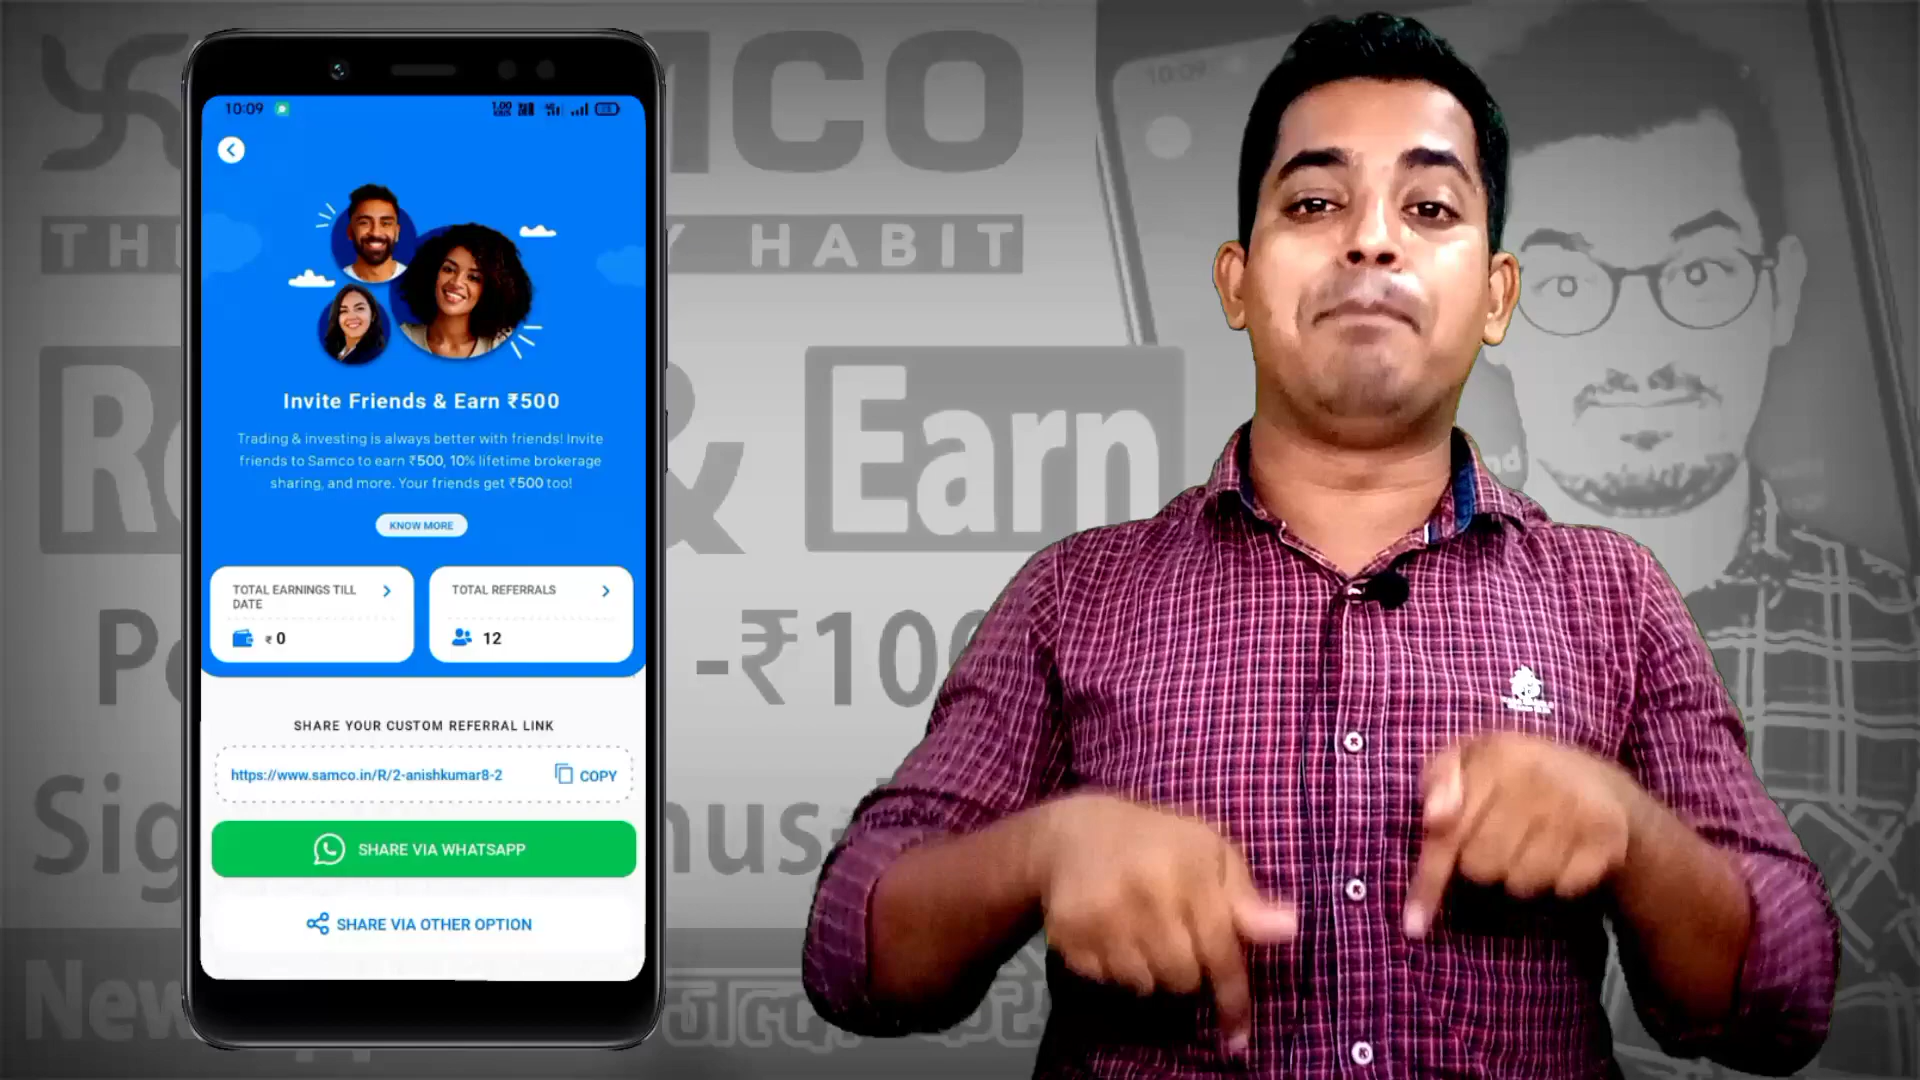 10:09
Invite Friends & Earn ₹500
Trading & investing is always better with friends! Invite
friends to Samco to earn ₹500, 10% lifetime brokerage
sharing, and more. Your friends get ₹500 too!
KNOW MORE
TOTAL EARNINGS TILL
DATE
₹ 0
TOTAL REFERRALS
12
SHARE YOUR CUSTOM REFERRAL LINK
https://www.samco.in/R/2-anishkumar8-2
COPY
SHARE VIA WHATSAPP
SHARE VIA OTHER OPTION
HABIT
& Earn
-₹100
New
10:09